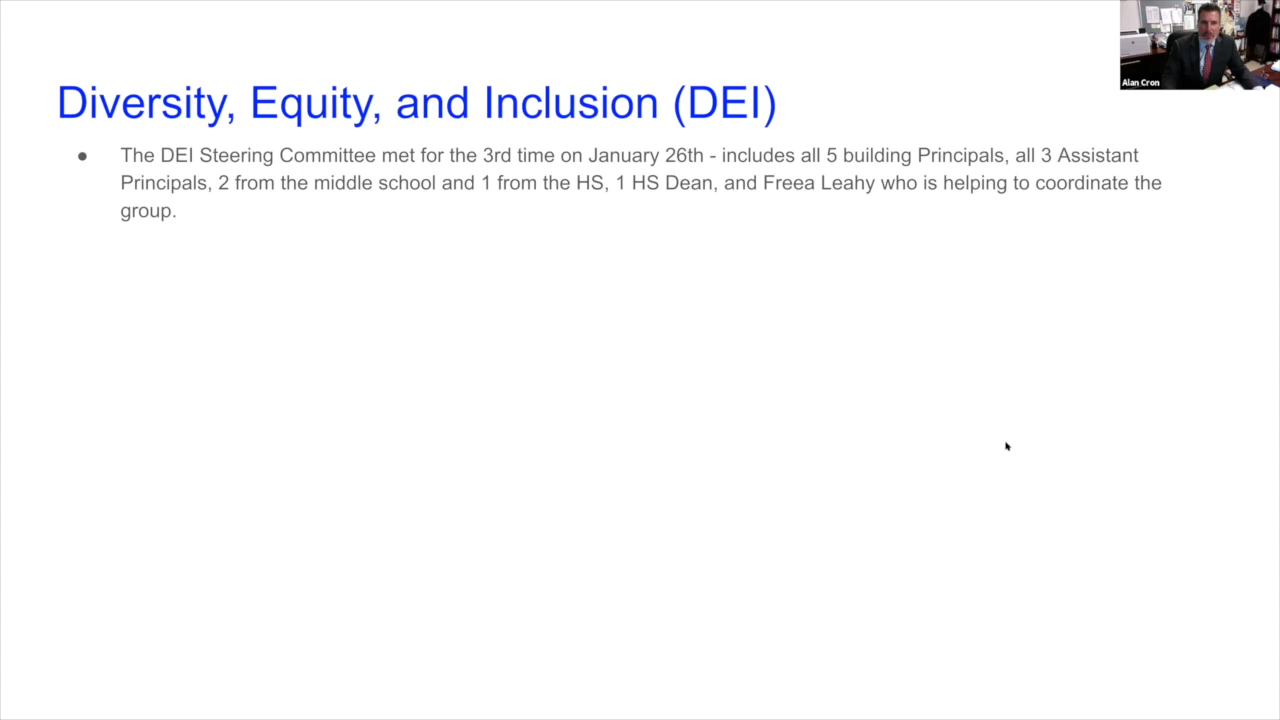 Alan Cron
Diversity, Equity, and Inclusion (DEI)
● The DEI Steering Committee met for the 3rd time on January 26th - includes all 5 building Principals, all 3 Assistant
Principals, 2 from the middle school and 1 from the HS, 1 HS Dean, and Freea Leahy who is helping to coordinate the
group.